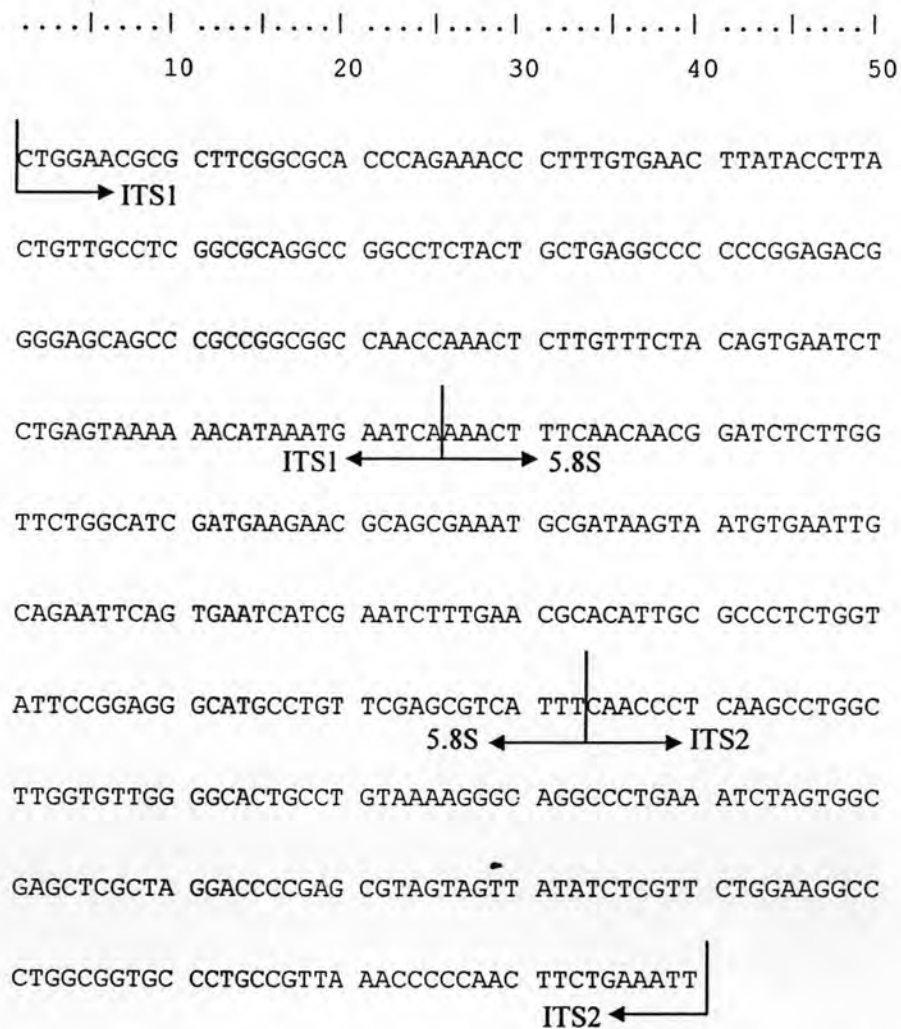 10 20 30 40 50
CTGGAACGCG CTTCGGCGCA CCCAGAAACC CTTTGTGAAC TTATACCTTA
ITS1
CTGTTGCCTC GGCGCAGGCC GGCCTCTACT GCTGAGGCCC CCCGGAGACG
GGGAGCAGCC CGCCGGCGGC CAACCAAACT CTTGTTTCTA CAGTGAATCT
CTGAGTAAAA AACATAAATG AATCAAAACT TTCAACAACG GATCTCTTGG
ITS1 5.8S
TTCTGGCATC GATGAAGAAC GCAGCGAAAT GCGATAAGTA ATGTGAATTG
CAGAATTCAG TGAATCATCG AATCTTTGAA CGCACATTGC GCCCTCTGGT
ATTCCGGAGG GCATGCCTGT TCGAGCGTCA TTTCAACCCT CAAGCCTGGC
5.8S ITS2
TTGGTGTTGG GGCACTGCCT GTAAAAGGGC AGGCCCTGAA ATCTAGTGGC
GAGCTCGCTA GGACCCCGAG CGTAGTAGTT ATATCTCGTT CTGGAAGGCC
CTGGCGGTGC CCTGCCGTTA AACCCCCAAC TTCTGAAATT
ITS2